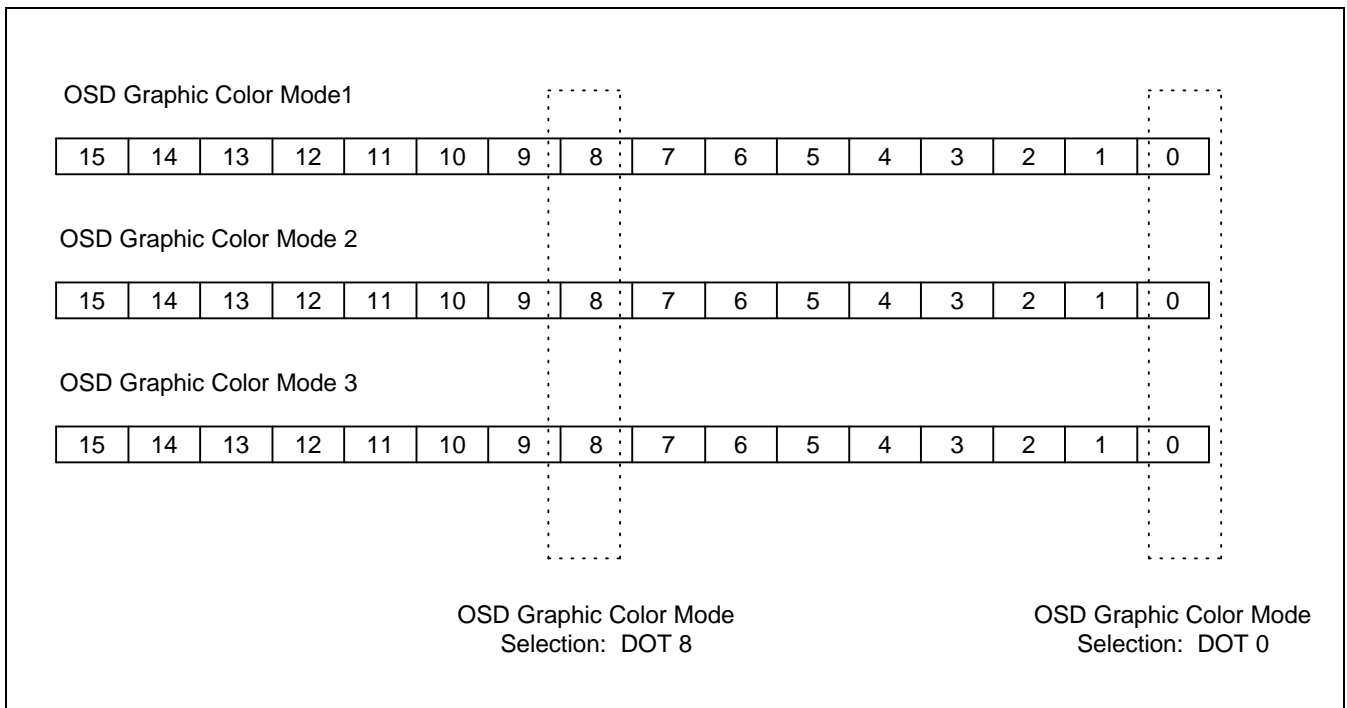 OSD Graphic Color Mode1
15 14 13 12 11 10 9 8 7 6 5 4 3 2 1 0
OSD Graphic Color Mode 2
15 14 13 12 11 10 9 8 7 6 5 4 3 2 1 0
OSD Graphic Color Mode 3
15 14 13 12 11 10 9 8 7 6 5 4 3 2 1 0
OSD Graphic Color Mode
Selection: DOT 8
OSD Graphic Color Mode
Selection: DOT 0